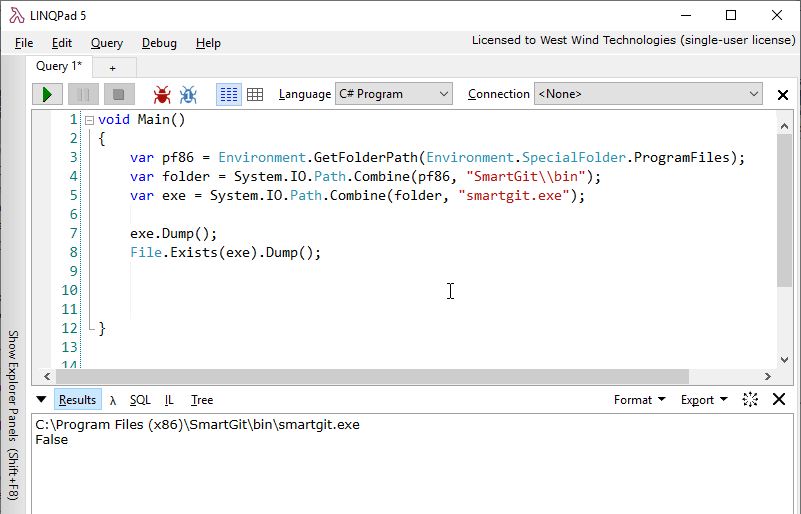 LINQPad 5
File Edit Query Debug Help
Licensed to West Wind Technologies (single-user license)
Query 1* +
Language C# Program Connection <None>
1 void Main()
2 {
3 var pf86 = Environment.GetFolderPath(Environment.SpecialFolder.ProgramFiles);
4 var folder = System.IO.Path.Combine(pf86, "SmartGit\\bin");
5 var exe = System.IO.Path.Combine(folder, "smartgit.exe");
6
7 exe.Dump();
8 File.Exists(exe).Dump();
9
10
11
12 }
13
14
Show Explorer Panels (Shift+F8)
Results λ SQL IL Tree Format Export
C:\Program Files (x86)\SmartGit\bin\smartgit.exe
False